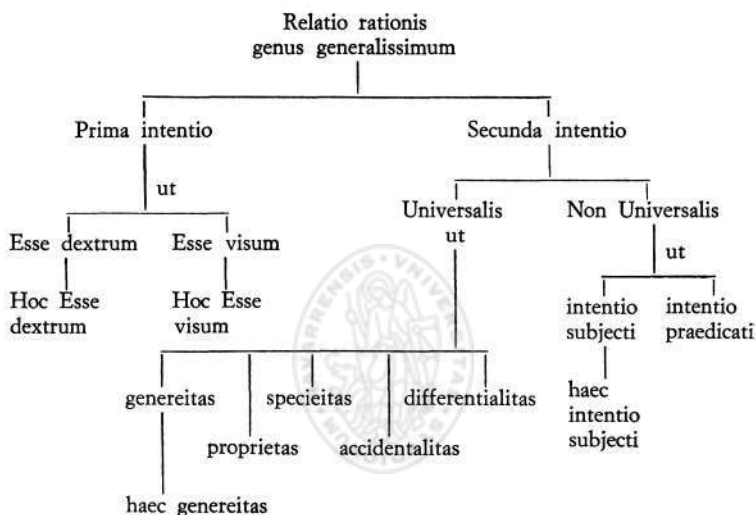 Relatio rationis
genus generalissimum
Prima intentio
Secunda intentio
ut
Universalis
ut
Non Universalis
ut
Esse dextrum
Esse visum
Hoc Esse
dextrum
Hoc Esse
visum
intentio
subjecti
intentio
praedicati
haec
intentio
subjecti
genereitas
specieitas
differentialitas
proprietas
accidentalitas
haec genereitas